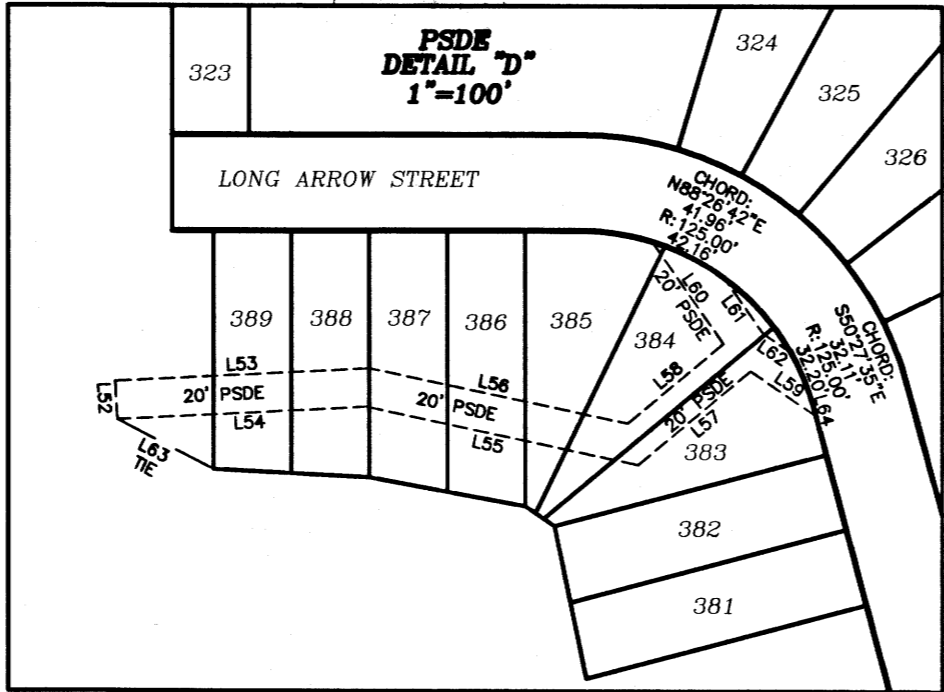 PSDE
DETAIL "D"
1"=100'
323
324
325
326
LONG ARROW STREET
CHORD:
N88°26'42"E
41.96'
R:125.00'
42.16'
CHORD:
S50°27'35"E
32.11'
R:125.00'
32.20'
L64
389
388
387
386
385
384
L60
20' PSDE
L61
L62
L59
L58
20' PSDE
L57
L53
20' PSDE
L54
L52
L63
TIE
L56
20' PSDE
L55
383
382
381